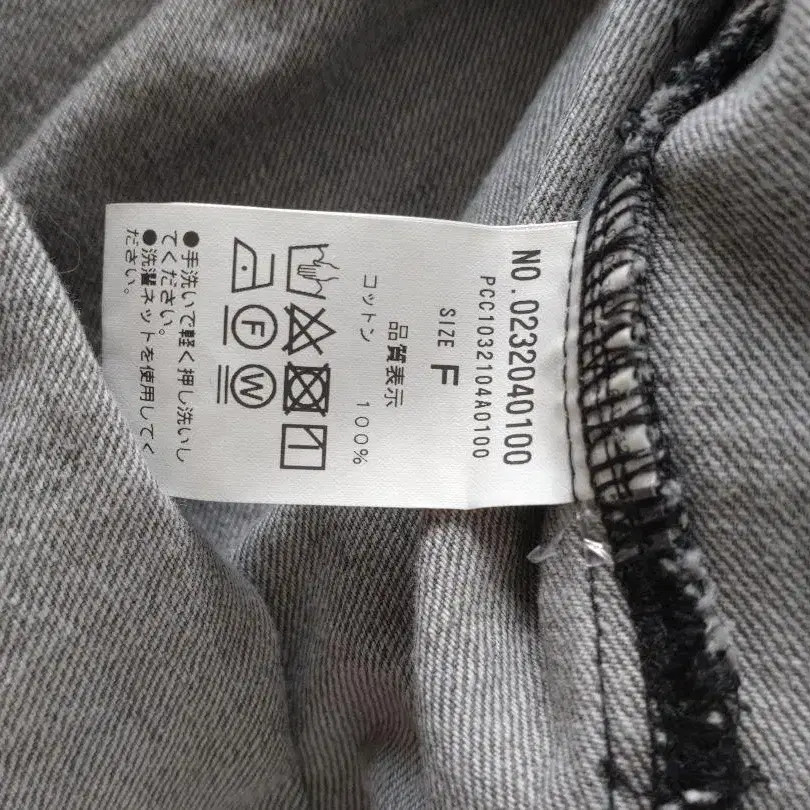 NO.0232040100
PCC1032104A0100
SIZE F
品質表示
コットン 100%
F W
●手洗いで軽く押し洗いし
てください。
●洗濯ネットを使用してく
ださい。